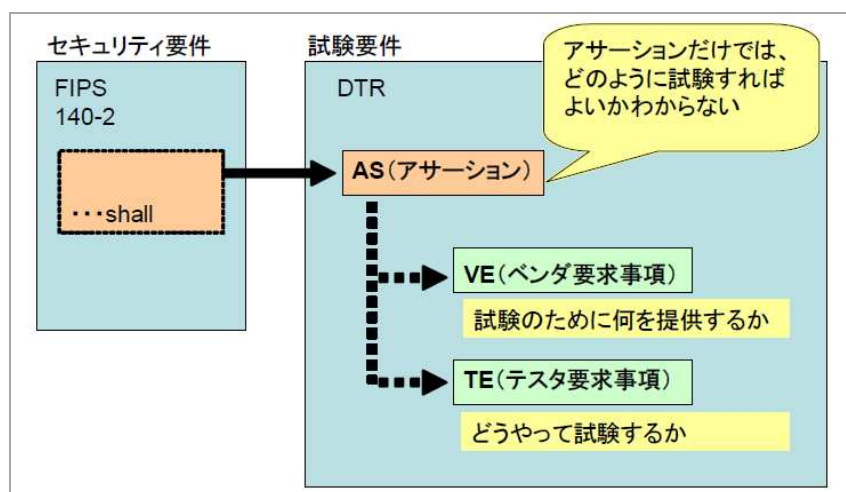 セキュリティ要件
FIPS
140-2
・・・shall
試験要件
DTR
アサーションだけでは、
どのように試験すれば
よいかわからない
AS(アサーション)
VE(ベンダ要求事項)
試験のために何を提供するか
TE(テスタ要求事項)
どうやって試験するか